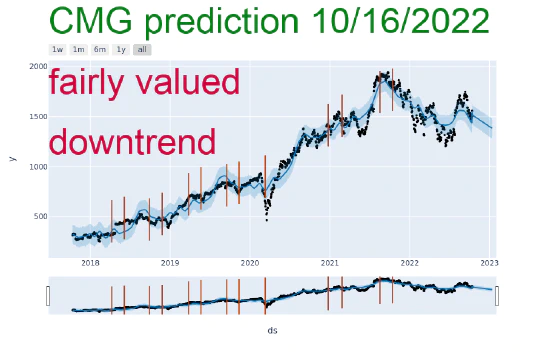 CMG prediction 10/16/2022
1w 1m 6m 1y all
fairly valued
downtrend
2000
1500
1000
500
y
2018 2019 2020 2021 2022 2023
ds